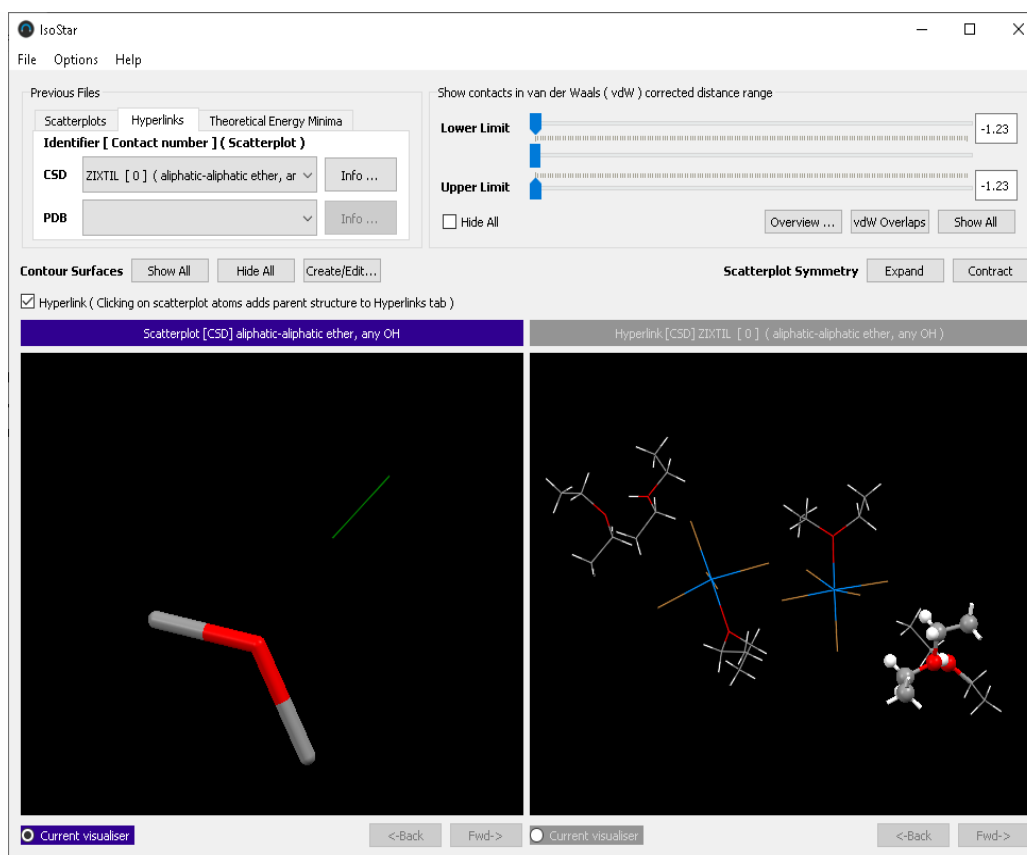 IsoStar
File Options Help
Previous Files
Scatterplots Hyperlinks Theoretical Energy Minima
Identifier [ Contact number ] ( Scatterplot )
CSD ZIXTIL [ 0 ] ( aliphatic-aliphatic ether, ar Info ...
PDB Info ...
Show contacts in van der Waals ( vdW ) corrected distance range
Lower Limit -1.23
Upper Limit -1.23
Hide All Overview ... vdW Overlaps Show All
Contour Surfaces Show All Hide All Create/Edit... Scatterplot Symmetry Expand Contract
Hyperlink ( Clicking on scatterplot atoms adds parent structure to Hyperlinks tab )
Scatterplot [CSD] aliphatic-aliphatic ether, any OH
Hyperlink [CSD] ZIXTIL [ 0 ] ( aliphatic-aliphatic ether, any OH )
Current visualiser <-Back Fwd-> Current visualiser <-Back Fwd->